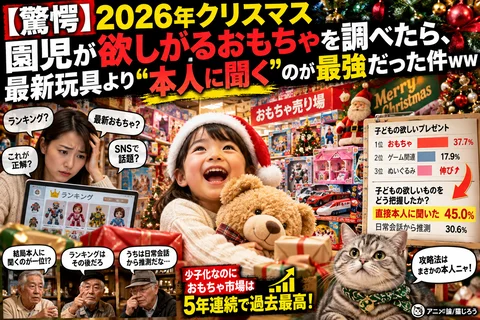 【驚愕】2026年クリスマス
園児が欲しがるおもちゃを調べたら、
最新玩具より“本人に聞く”のが最強だった件ww
ランキング？
最新おもちゃ？
これが
正解？
SNSで
話題？
ランキング
おもちゃ売り場
Merry
Christmas
子どもの欲しいプレゼント
1位 おもちゃ 37.7%
2位 ゲーム関連 17.9%
3位 ぬいぐるみ 伸び↑
子どもの欲しいものを
どう把握したか？
直接本人に聞いた 45.0%
日常会話から推測 30.6%
結局本人に
聞くのが一位!?
ランキングは
その後だろ
うちは日常会話
から推測だな…
少子化なのに
おもちゃ市場は
5年連続で過去最高！
攻略法は
まさかの本人ニャ！
アニメ論/猫じろう